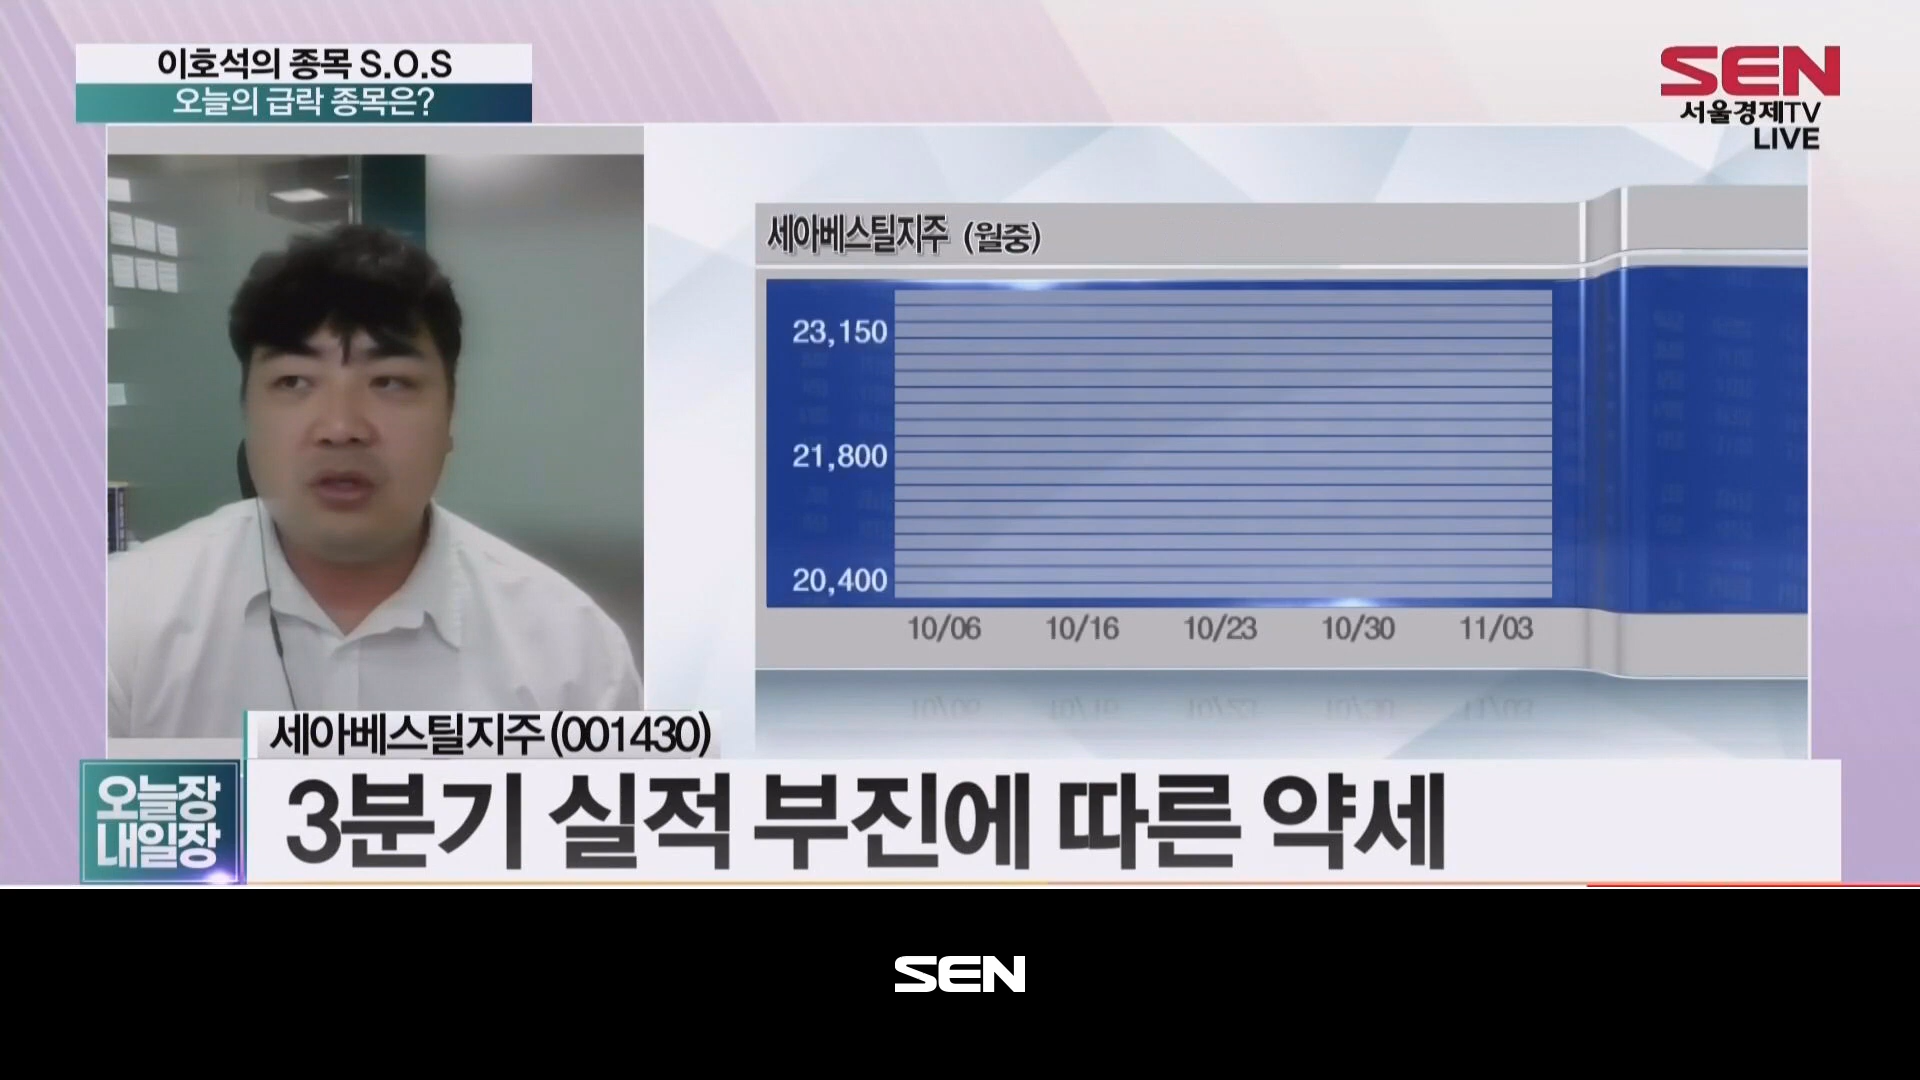 이호석의 종목 S.O.S
오늘의 급락 종목은?
SEN
서울경제TV
LIVE
세아베스틸지주 (월중)
23,150
21,800
20,400
10/06 10/16 10/23 10/30 11/03
세아베스틸지주(001430)
오늘장
내일장
3분기 실적 부진에 따른 약세
SEN